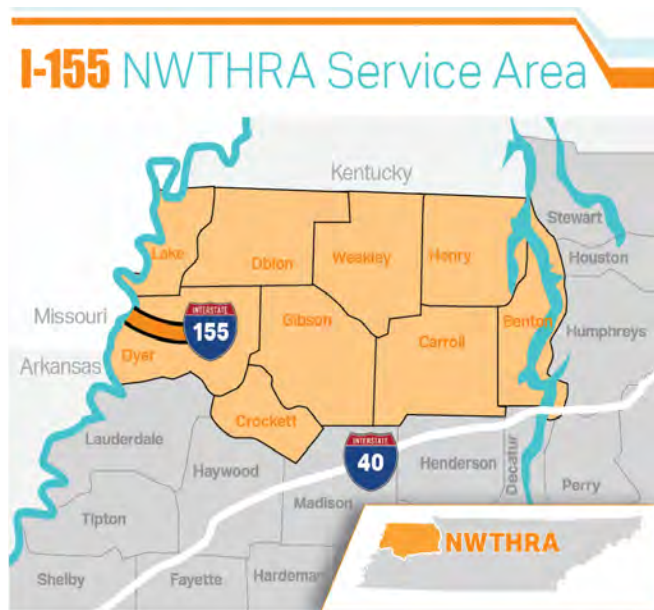 I-155 NWTHRA Service Area
Kentucky
Stewart
Lake
Obion
Weakley
Henry
Houston
Missouri
INTERSTATE
155
Gibson
Benton
Humphreys
Carroll
Dyer
Arkansas
Crockett
Lauderdale
INTERSTATE
40
Haywood
Henderson
Decatur
Perry
Madison
Tipton
NWTHRA
Shelby
Fayette
Hardeman